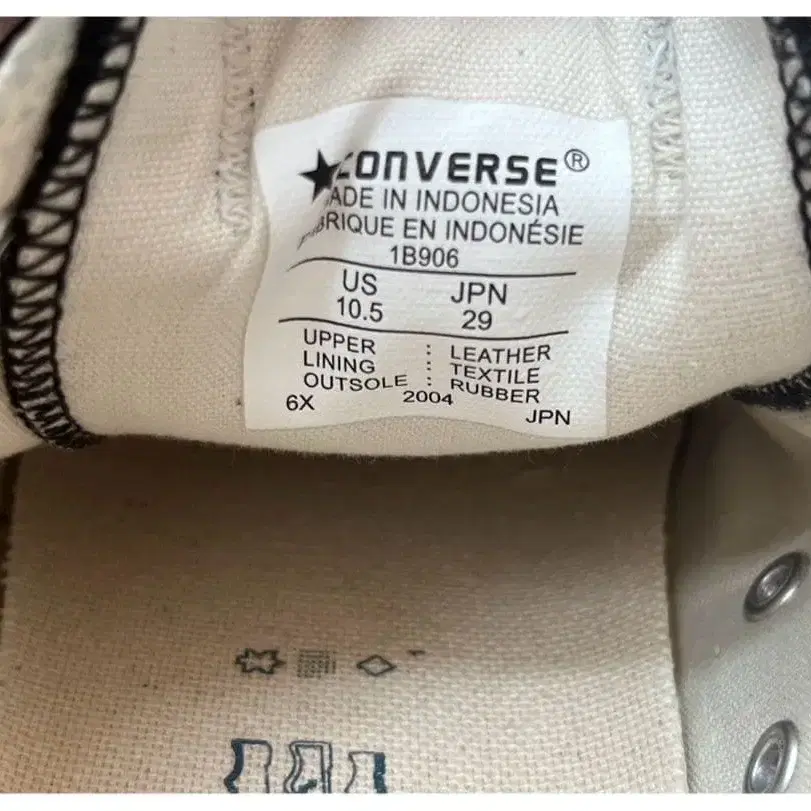 CONVERSE®
MADE IN INDONESIA
FABRIQUE EN INDONÉSIE
1B906
US JPN
10.5 29
UPPER : LEATHER
LINING : TEXTILE
OUTSOLE : RUBBER
6X 2004 JPN